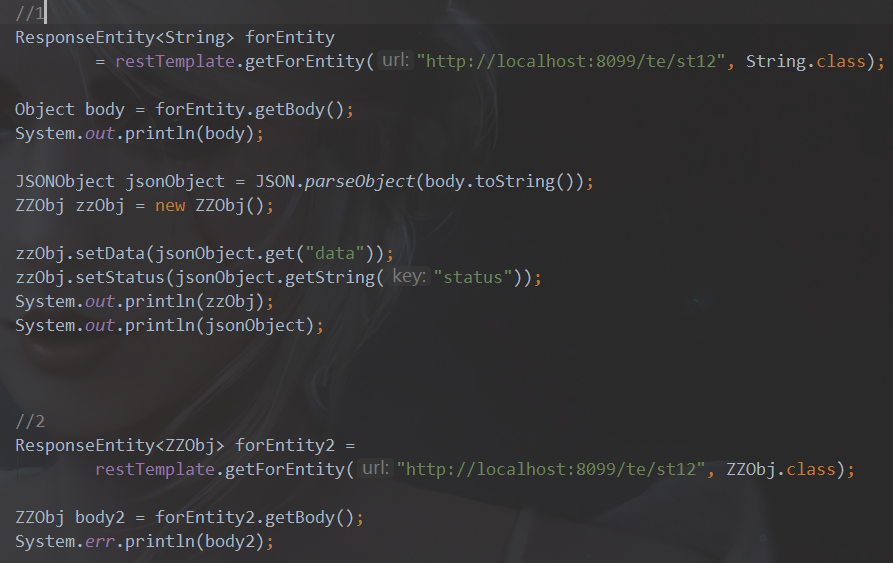 //1
ResponseEntity<String> forEntity
        = restTemplate.getForEntity( url: "http://localhost:8099/te/st12", String.class);

Object body = forEntity.getBody();
System.out.println(body);

JSONObject jsonObject = JSON.parseObject(body.toString());
ZZObj zzObj = new ZZObj();

zzObj.setData(jsonObject.get("data"));
zzObj.setStatus(jsonObject.getString( key: "status"));
System.out.println(zzObj);
System.out.println(jsonObject);

//2
ResponseEntity<ZZObj> forEntity2 =
        restTemplate.getForEntity( url: "http://localhost:8099/te/st12", ZZObj.class);

ZZObj body2 = forEntity2.getBody();
System.err.println(body2);